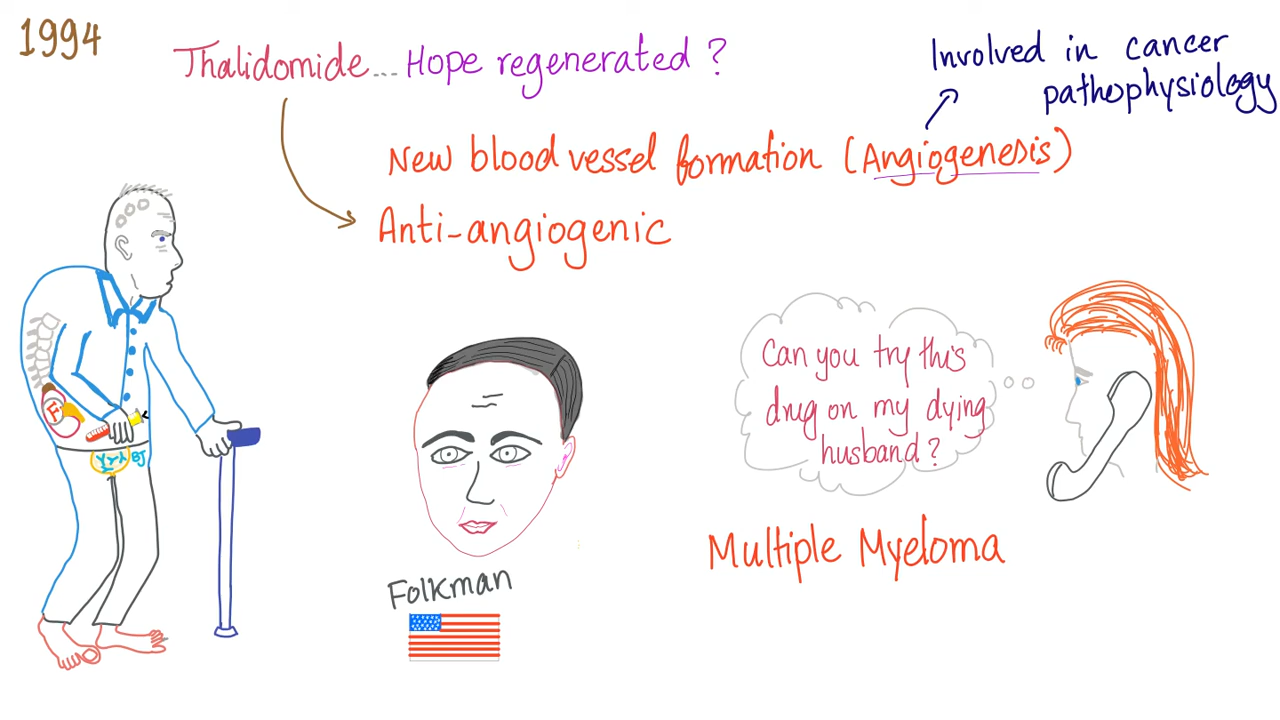 1994
Thalidomide... Hope regenerated ?
Involved in cancer
pathophysiology
New blood vessel formation (Angiogenesis)
Anti-angiogenic
Can you try this
drug on my dying
husband?
Multiple Myeloma
Folkman
BJ